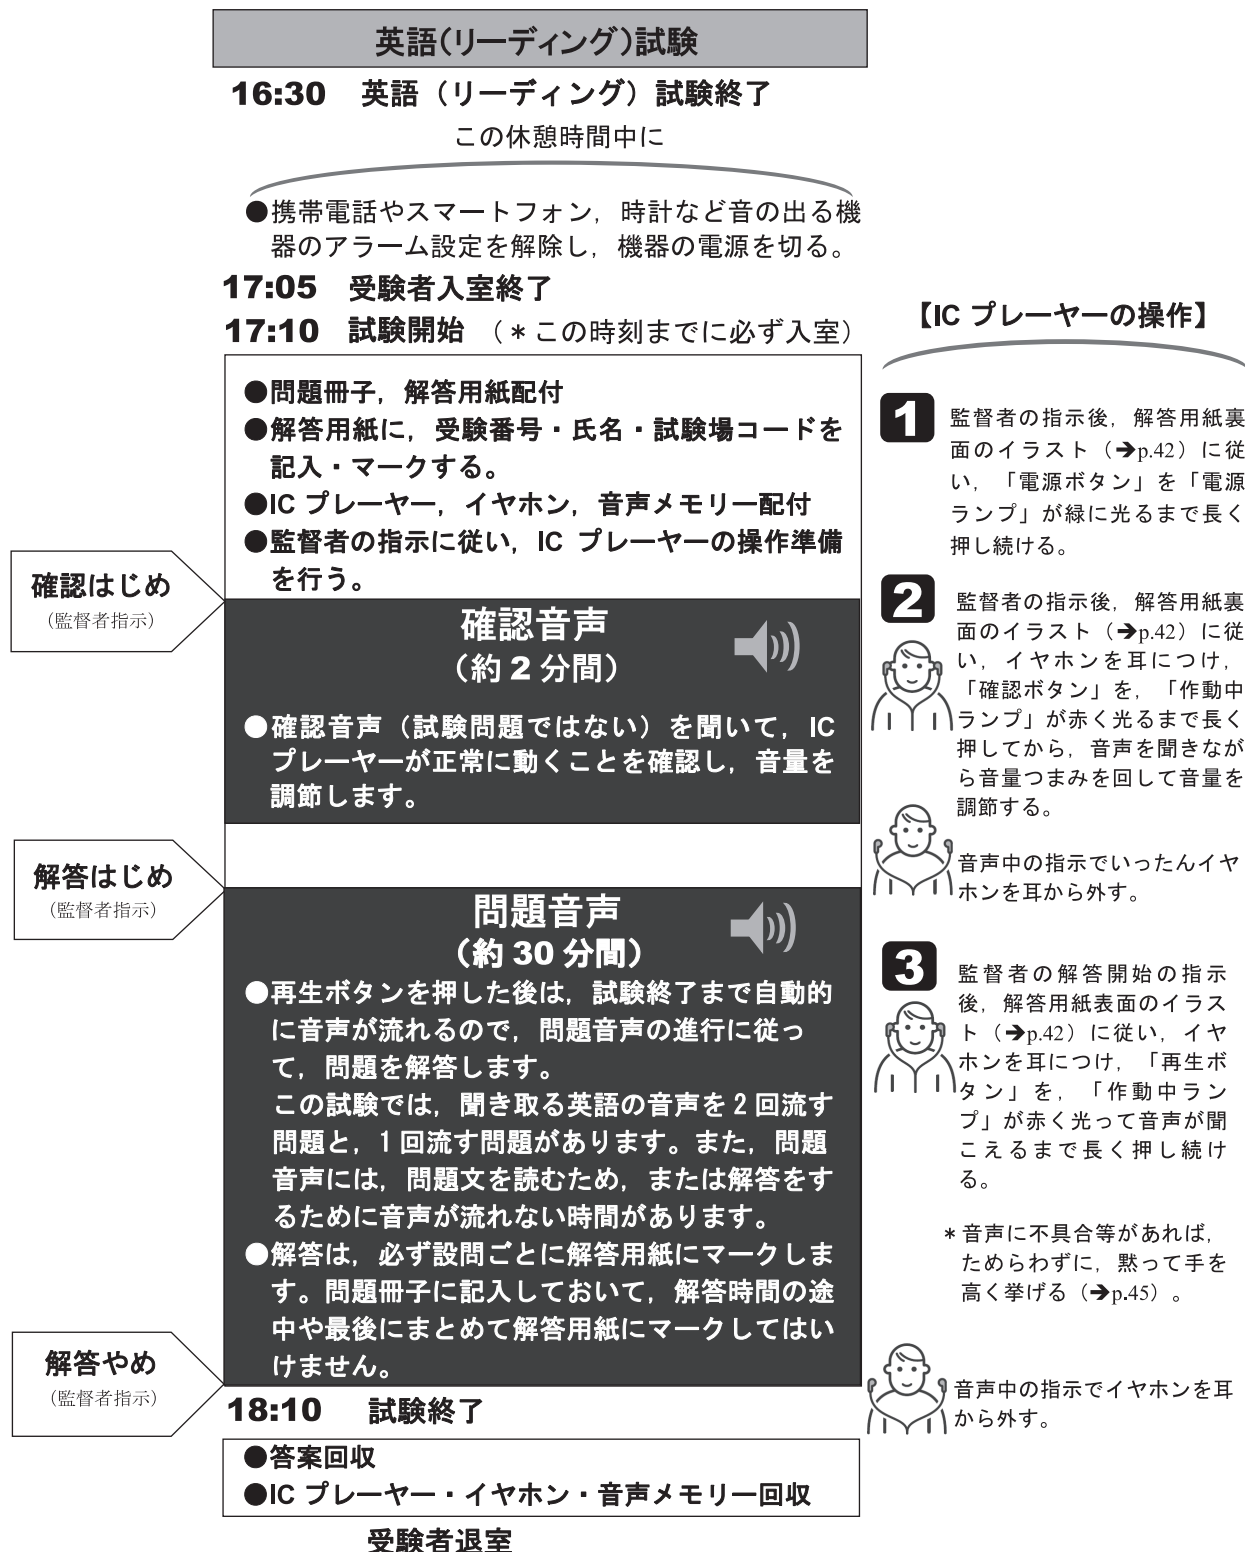 英語(リーディング)試験
16:30 英語（リーディング）試験終了
この休憩時間中に
●携帯電話やスマートフォン，時計など音の出る機
器のアラーム設定を解除し，機器の電源を切る。
17:05 受験者入室終了
17:10 試験開始 （＊この時刻までに必ず入室）
●問題冊子，解答用紙配付
●解答用紙に，受験番号・氏名・試験場コードを
記入・マークする。
●IC プレーヤー，イヤホン，音声メモリー配付
●監督者の指示に従い，IC プレーヤーの操作準備
を行う。
確認はじめ
（監督者指示）
確認音声
（約 2 分間）
●確認音声（試験問題ではない）を聞いて，IC
プレーヤーが正常に動くことを確認し，音量を
調節します。
解答はじめ
（監督者指示）
問題音声
（約 30 分間）
●再生ボタンを押した後は，試験終了まで自動的
に音声が流れるので，問題音声の進行に従っ
て，問題を解答します。
この試験では，聞き取る英語の音声を 2 回流す
問題と，1 回流す問題があります。また，問題
音声には，問題文を読むため，または解答をす
るために音声が流れない時間があります。
●解答は，必ず設問ごとに解答用紙にマークしま
す。問題冊子に記入しておいて，解答時間の途
中や最後にまとめて解答用紙にマークしてはい
けません。
解答やめ
（監督者指示）
18:10 試験終了
●答案回収
●IC プレーヤー・イヤホン・音声メモリー回収
受験者退室
【IC プレーヤーの操作】
1
監督者の指示後，解答用紙裏
面のイラスト（➔p.42）に従
い，「電源ボタン」を「電源
ランプ」が緑に光るまで長く
押し続ける。
2
監督者の指示後，解答用紙裏
面のイラスト（➔p.42）に従
い，イヤホンを耳につけ，
「確認ボタン」を，「作動中
ランプ」が赤く光るまで長く
押してから，音声を聞きなが
ら音量つまみを回して音量を
調節する。
音声中の指示でいったんイヤ
ホンを耳から外す。
3
監督者の解答開始の指示
後，解答用紙表面のイラス
ト（➔p.42）に従い，イヤ
ホンを耳につけ，「再生ボ
タン」を，「作動中ラン
プ」が赤く光って音声が聞
こえるまで長く押し続け
る。
＊音声に不具合等があれば，
ためらわずに，黙って手を
高く挙げる（➔p.45）。
音声中の指示でイヤホンを耳
から外す。